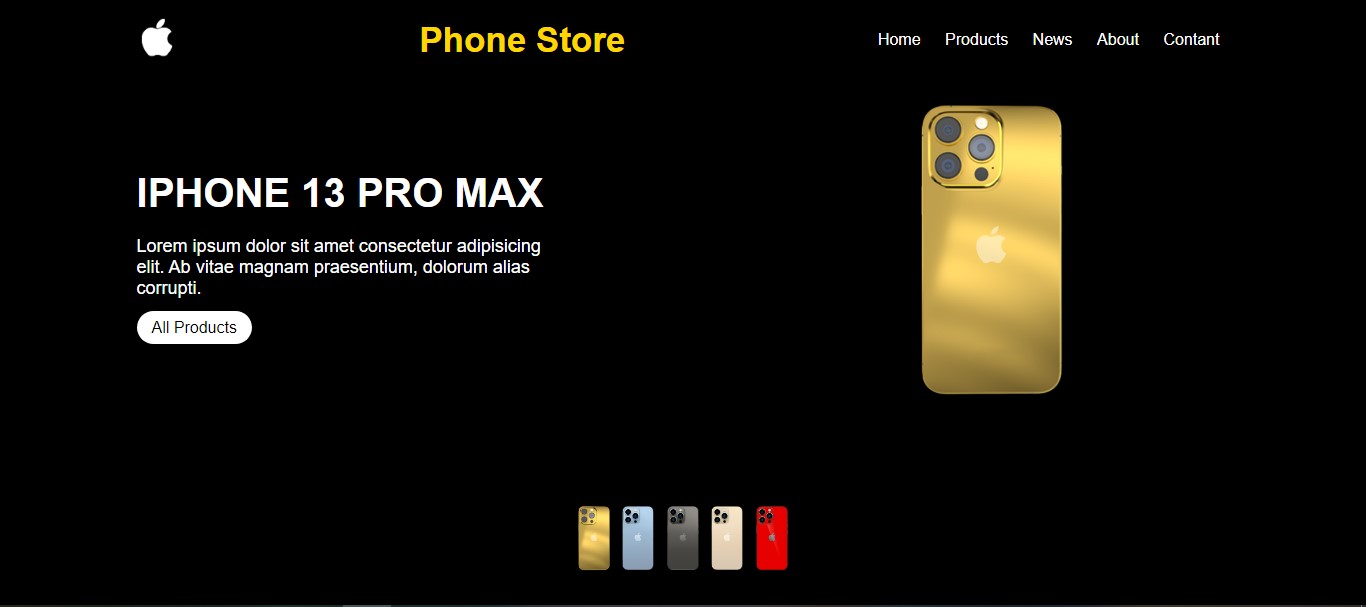 Phone Store
Home Products News About Contant
IPHONE 13 PRO MAX
Lorem ipsum dolor sit amet consectetur adipisicing
elit. Ab vitae magnam praesentium, dolorum alias
corrupti.
All Products